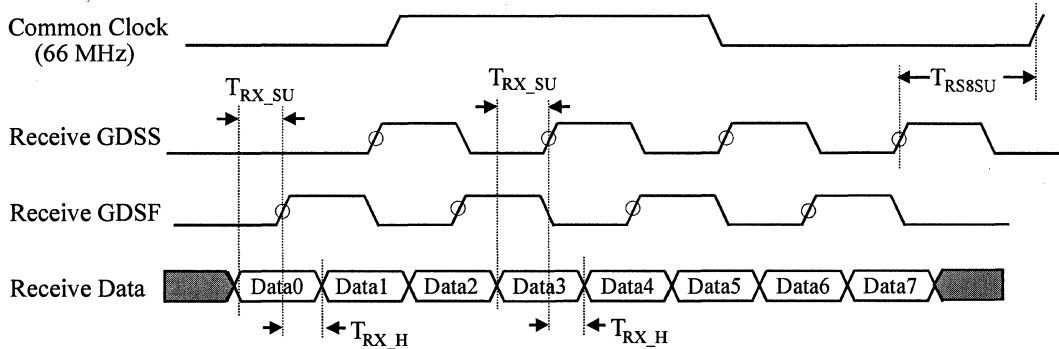 Common Clock
(66 MHz)
T_RX_SU
T_RX_SU
T_RS8SU
Receive GDSS
Receive GDSF
Receive Data
Data0 Data1 Data2 Data3 Data4 Data5 Data6 Data7
T_RX_H
T_RX_H